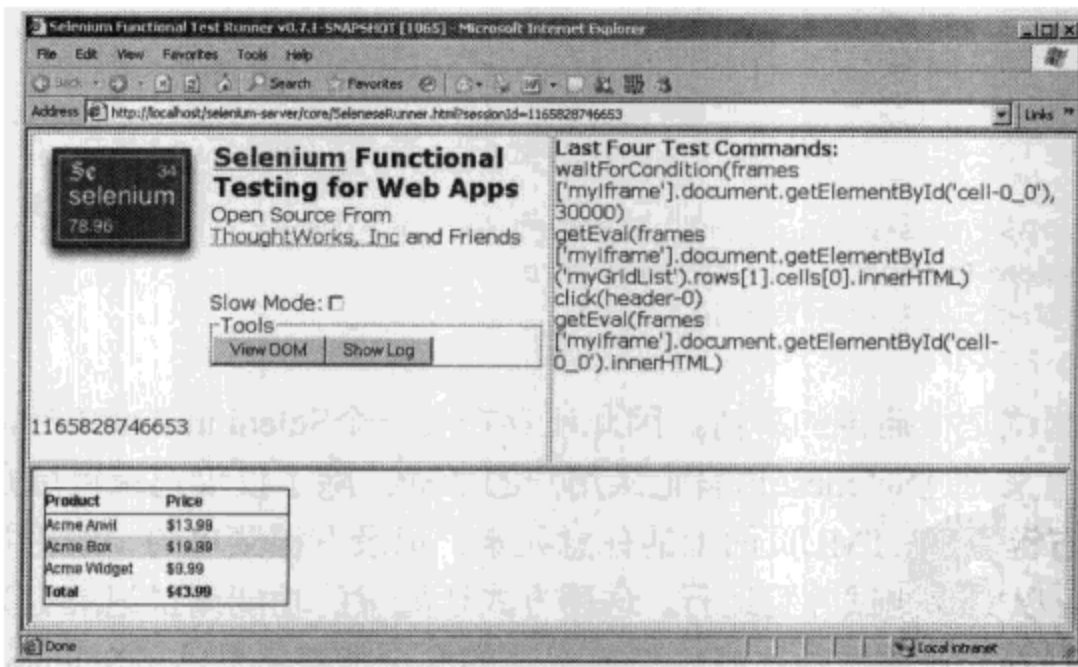 Selenium Functional Test Runner v0.7.1-SNAPSHOT [1065] - Microsoft Internet Explorer
File Edit View Favorites Tools Help
Back Search Favorites
Address http://localhost/selenium-server/core/SeleneseRunner.html?sessionId=1165828746653 Links
Se 34
selenium
78.96
Selenium Functional
Testing for Web Apps
Open Source From
ThoughtWorks, Inc and Friends
Slow Mode:
Tools
View DOM Show Log
1165828746653
Last Four Test Commands:
waitForCondition(frames
['myIframe'].document.getElementById('cell-0_0'),
30000)
getEval(frames
['myIframe'].document.getElementById
('myGridList').rows[1].cells[0].innerHTML)
click(header-0)
getEval(frames
['myIframe'].document.getElementById('cell-
0_0').innerHTML)
Product Price
Acme Anvil $13.99
Acme Box $19.99
Acme Widget $9.99
Total $43.99
Done Local intranet